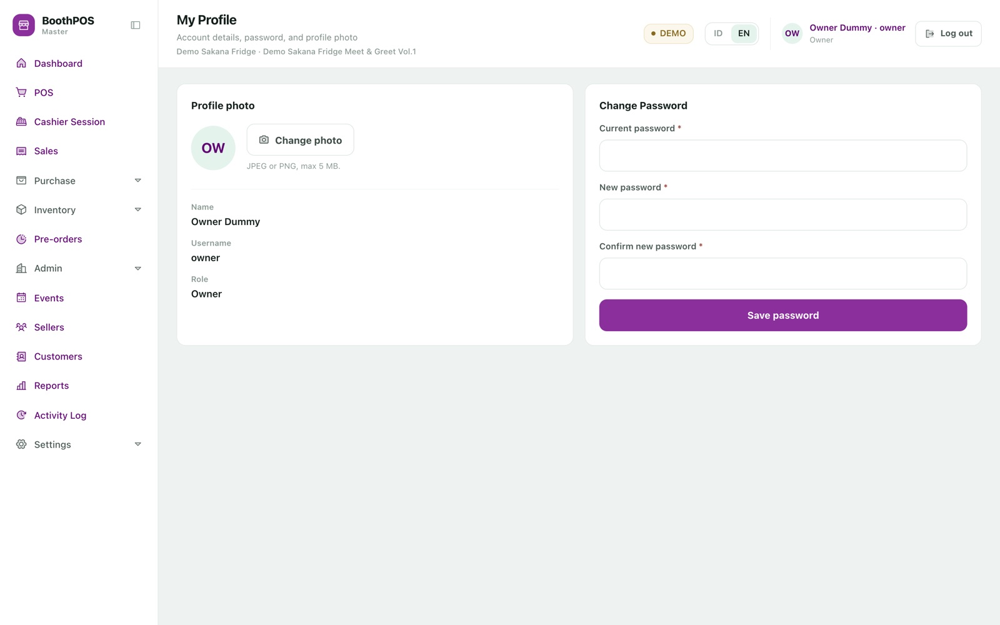 BoothPOS
Master
Dashboard
POS
Cashier Session
Sales
Purchase
Inventory
Pre-orders
Admin
Events
Sellers
Customers
Reports
Activity Log
Settings
My Profile
Account details, password, and profile photo
Demo Sakana Fridge · Demo Sakana Fridge Meet & Greet Vol.1
DEMO
ID EN
OW
Owner Dummy · owner
Owner
Log out
Profile photo
OW
Change photo
JPEG or PNG, max 5 MB.
Name
Owner Dummy
Username
owner
Role
Owner
Change Password
Current password *
New password *
Confirm new password *
Save password